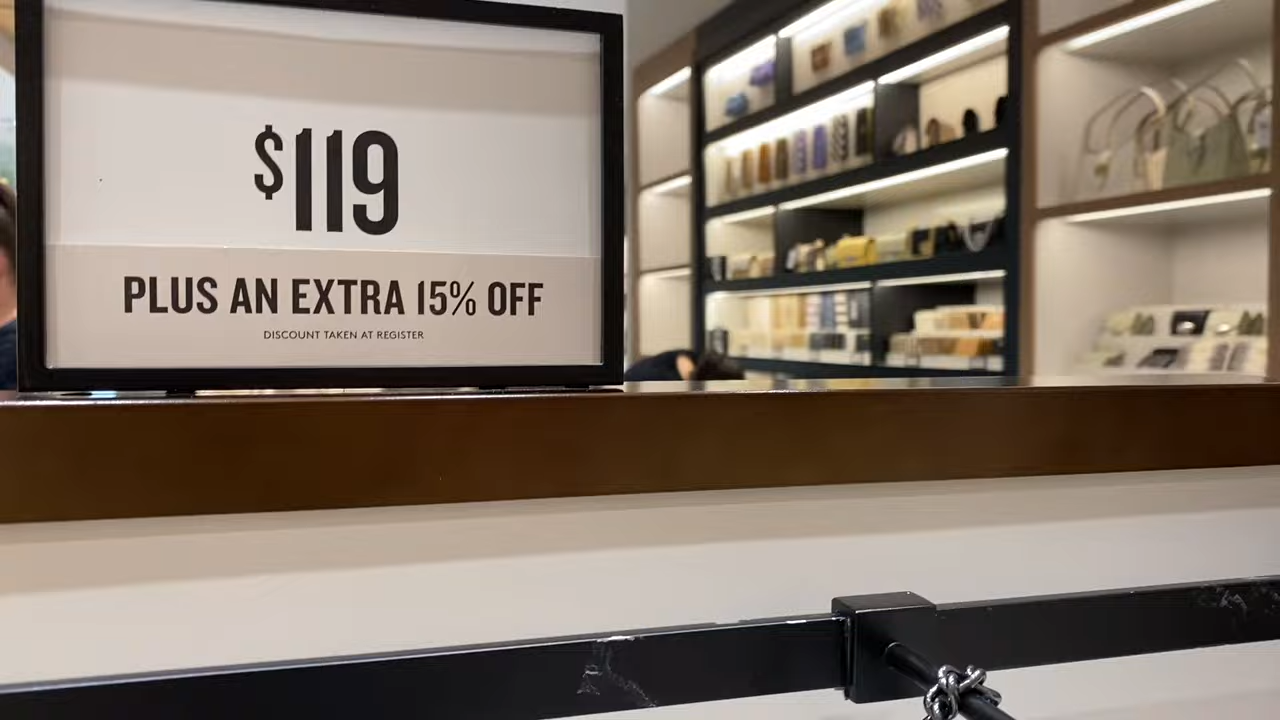 $119
PLUS AN EXTRA 15% OFF
DISCOUNT TAKEN AT REGISTER